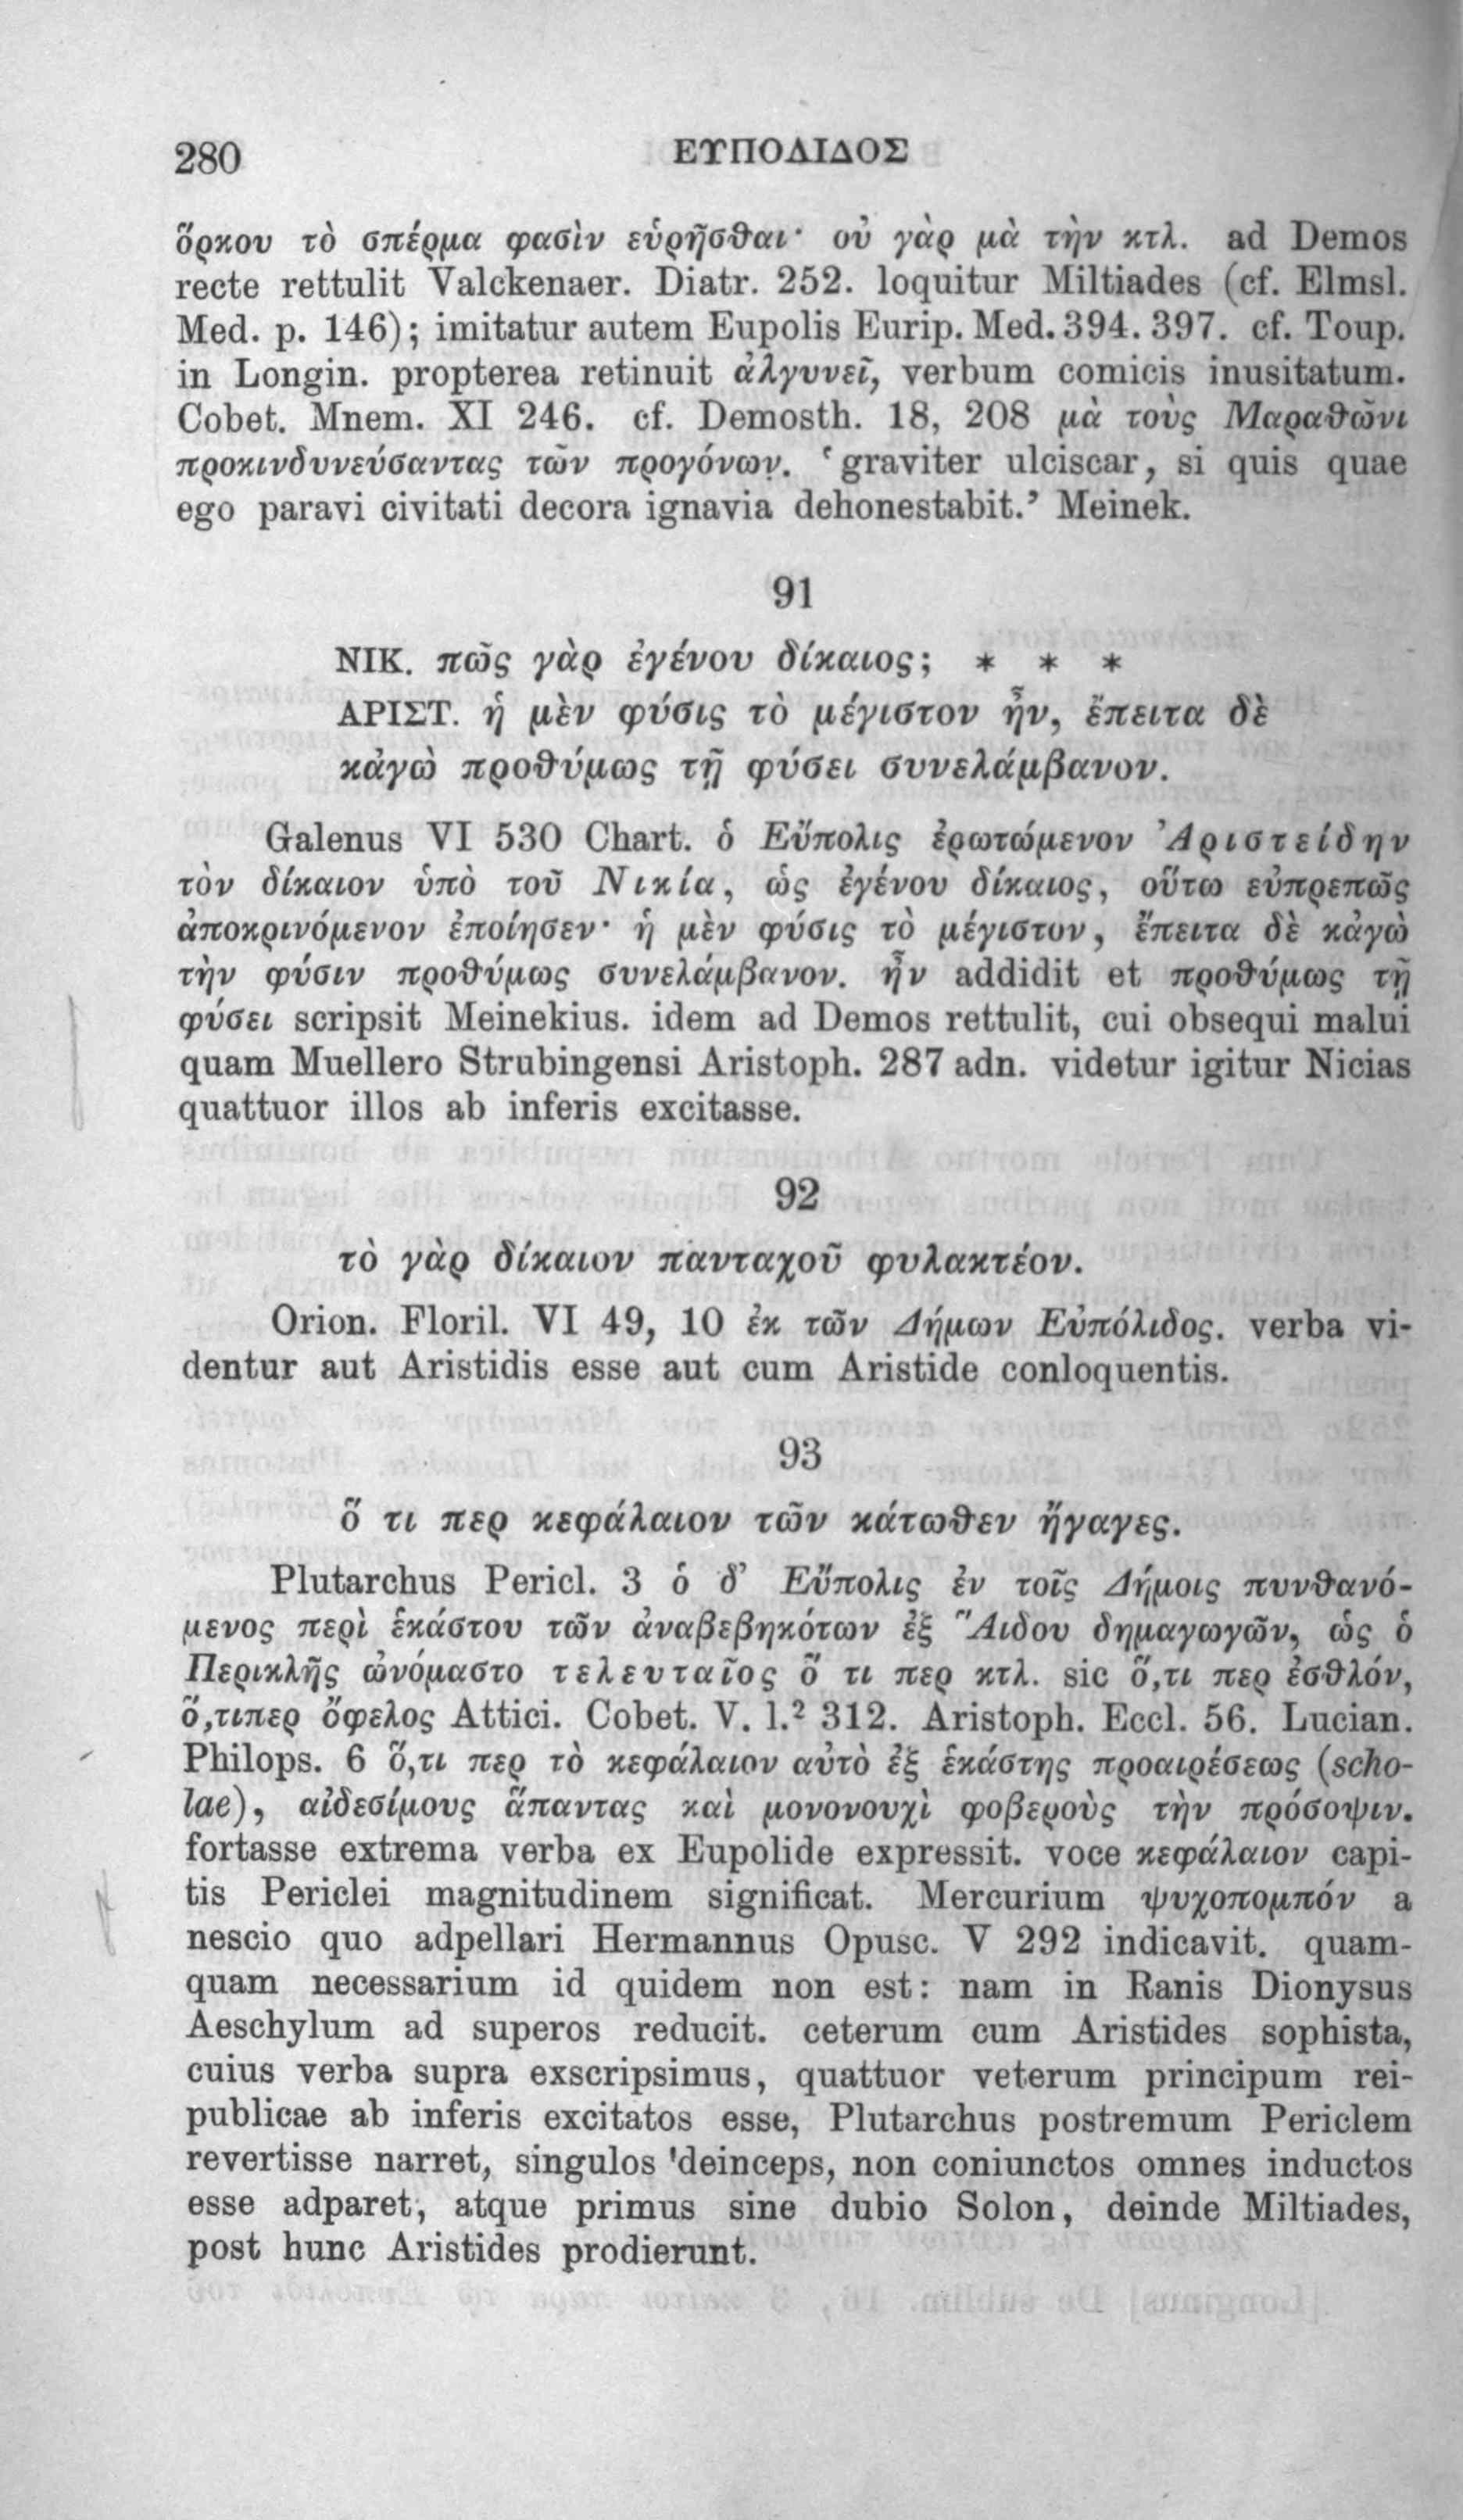 280
ΕΥΠΟΛΙΔΟΣ
ὅρκου τὸ σπέρμα φασὶν εὑρῆσθαι· οὐ γὰρ μὰ τὴν κτλ. ad Demos
recte rettulit Valckenaer. Diatr. 252. loquitur Miltiades (cf. Elmsl.
Med. p. 146); imitatur autem Eupolis Eurip. Med. 394. 397. cf. Toup.
in Longin. propterea retinuit ἀλγυνεῖ, verbum comicis inusitatum.
Cobet. Mnem. XI 246. cf. Demosth. 18, 208 μὰ τοὺς Μαραθῶνι
προκινδυνεύσαντας τῶν προγόνων. ‘graviter ulciscar, si quis quae
ego paravi civitati decora ignavia dehonestabit.’ Meinek.
91
ΝΙΚ. πῶς γὰρ ἐγένου δίκαιος; * * *
ΑΡΙΣΤ. ἡ μὲν φύσις τὸ μέγιστον ἦν, ἔπειτα δὲ
κἀγὼ προθύμως τῇ φύσει συνελάμβανον.
Galenus VI 530 Chart. ὁ Εὔπολις ἐρωτώμενον Ἀριστείδην
τὸν δίκαιον ὑπὸ τοῦ Νικία, ὡς ἐγένου δίκαιος, οὕτω εὐπρεπῶς
ἀποκρινόμενον ἐποίησεν· ἡ μὲν φύσις τὸ μέγιστον, ἔπειτα δὲ κἀγὼ
τὴν φύσιν προθύμως συνελάμβανον. ἦν addidit et προθύμως τῇ
φύσει scripsit Meinekius. idem ad Demos rettulit, cui obsequi malui
quam Muellero Strubingensi Aristoph. 287 adn. videtur igitur Nicias
quattuor illos ab inferis excitasse.
92
τὸ γὰρ δίκαιον πανταχοῦ φυλακτέον.
Orion. Floril. VI 49, 10 ἐκ τῶν Δήμων Εὐπόλιδος. verba vi-
dentur aut Aristidis esse aut cum Aristide conloquentis.
93
ὅ τι περ κεφάλαιον τῶν κάτωθεν ἤγαγες.
Plutarchus Pericl. 3 ὁ δ’ Εὔπολις ἐν τοῖς Δήμοις πυνθανό-
μενος περὶ ἑκάστου τῶν ἀναβεβηκότων ἐξ Ἅιδου δημαγωγῶν, ὡς ὁ
Περικλῆς ὠνόμαστο τελευταῖος ὅ τι περ κτλ. sic ὅ,τι περ ἐσθλόν,
ὅ,τιπερ ὄφελος Attici. Cobet. V. l.² 312. Aristoph. Eccl. 56. Lucian.
Philops. 6 ὅ,τι περ τὸ κεφάλαιον αὐτὸ ἐξ ἑκάστης προαιρέσεως (scho-
lae), αἰδεσίμους ἅπαντας καὶ μονονουχὶ φοβεροὺς τὴν πρόσοψιν.
fortasse extrema verba ex Eupolide expressit. voce κεφάλαιον capi-
tis Periclei magnitudinem significat. Mercurium ψυχοπομπόν a
nescio quo adpellari Hermannus Opusc. V 292 indicavit. quam-
quam necessarium id quidem non est: nam in Ranis Dionysus
Aeschylum ad superos reducit. ceterum cum Aristides sophista,
cuius verba supra exscripsimus, quattuor veterum principum rei-
publicae ab inferis excitatos esse, Plutarchus postremum Periclem
revertisse narret, singulos 'deinceps, non coniunctos omnes inductos
esse adparet, atque primus sine dubio Solon, deinde Miltiades,
post hunc Aristides prodierunt.